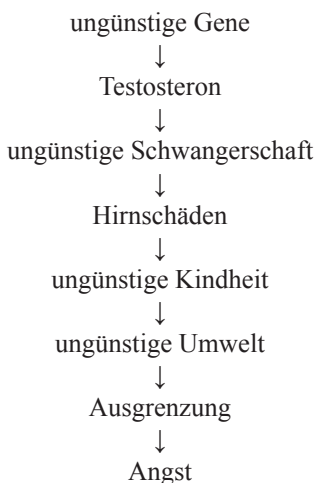 ungünstige Gene
↓
Testosteron
↓
ungünstige Schwangerschaft
↓
Hirnschäden
↓
ungünstige Kindheit
↓
ungünstige Umwelt
↓
Ausgrenzung
↓
Angst